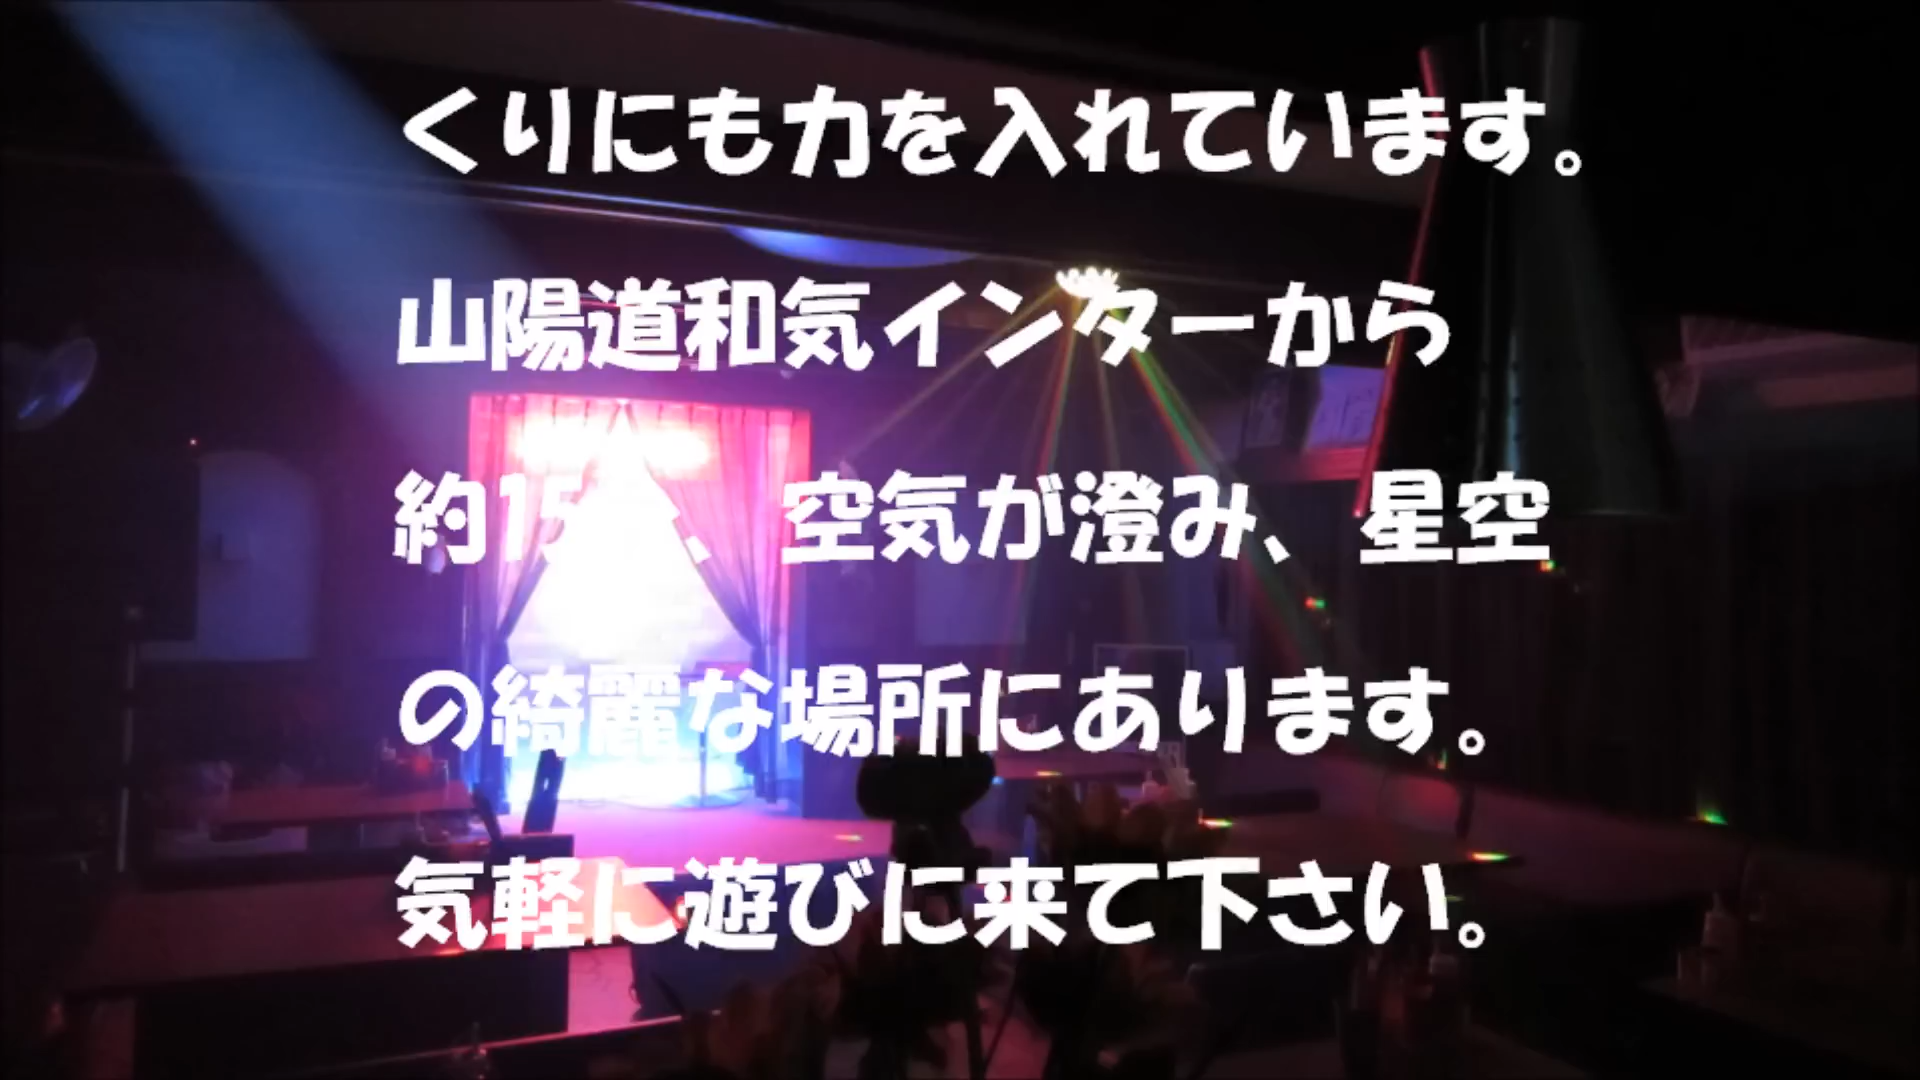 くりにも力を入れています。
山陽道和気インターから
約15分、空気が澄み、星空
の綺麗な場所にあります。
気軽に遊びに来て下さい。